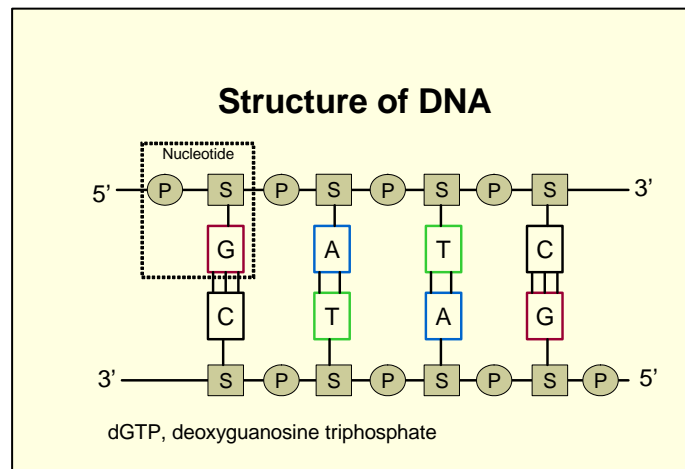 Structure of DNA
Nucleotide
5’ P S P S P S P S 3’
G A T C
C T A G
3’ S P S P S P S P 5’
dGTP, deoxyguanosine triphosphate